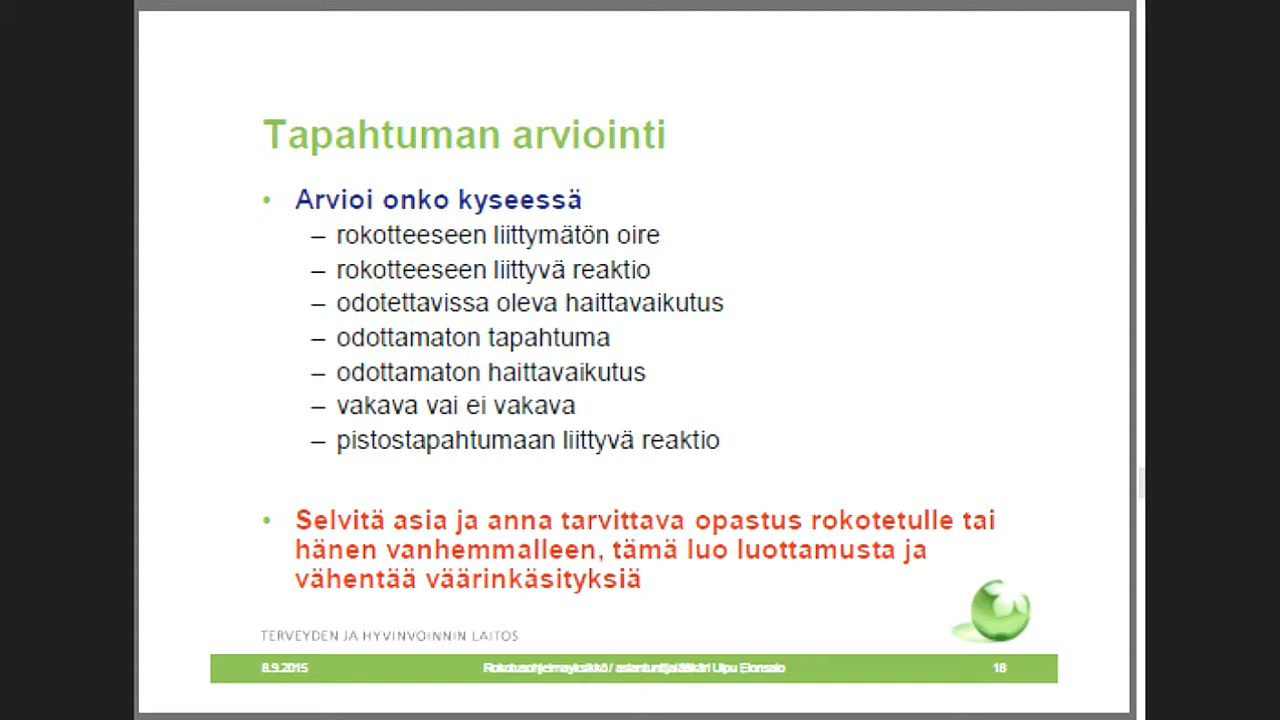 Tapahtuman arviointi
• Arvioi onko kyseessä
– rokotteeseen liittymätön oire
– rokotteeseen liittyvä reaktio
– odotettavissa oleva haittavaikutus
– odottamaton tapahtuma
– odottamaton haittavaikutus
– vakava vai ei vakava
– pistostapahtumaan liittyvä reaktio
• Selvitä asia ja anna tarvittava opastus rokotetulle tai
hänen vanhemmalleen, tämä luo luottamusta ja
vähentää väärinkäsityksiä
TERVEYDEN JA HYVINVOINNIN LAITOS
8.9.2015 / Ulpu Elonsalo 18